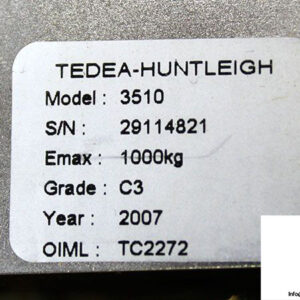 TEDEA-HUNTLEIGH
Model : 3510
S/N : 29114821
Emax : 1000kg
Grade : C3
Year : 2007
OIML : TC2272